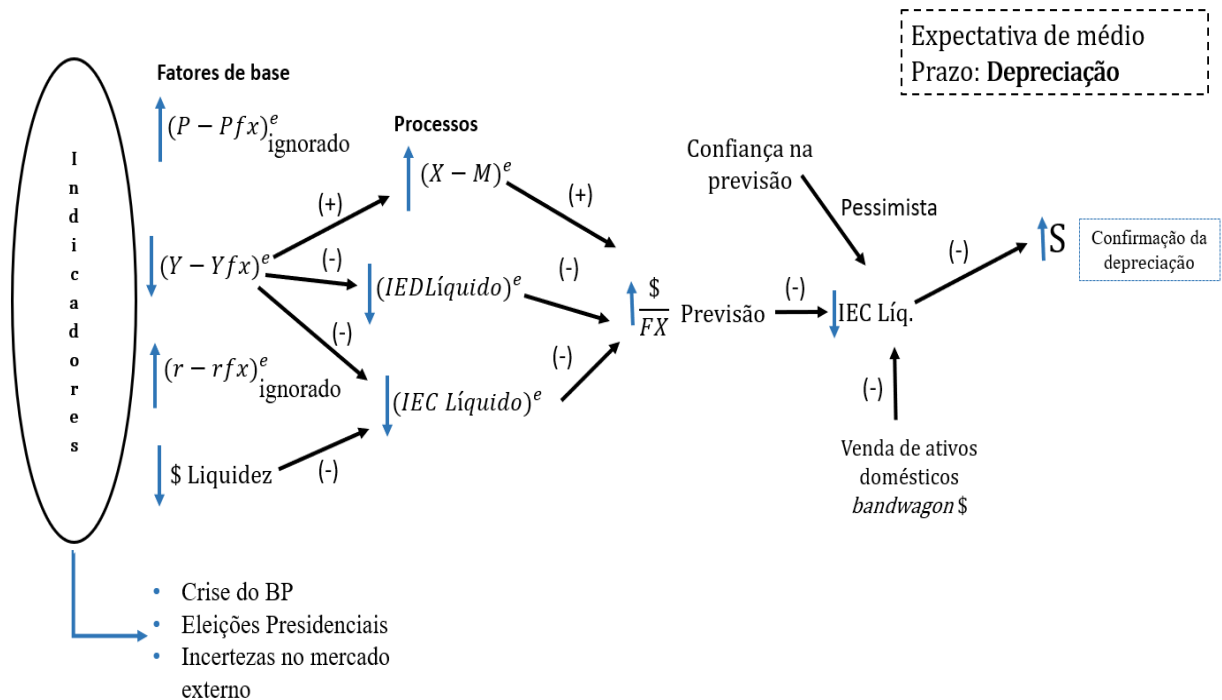 Expectativa de médio
Prazo: Depreciação
Indicadores
Fatores de base
↑ (P − Pfx)^e ignorado
↓ (Y − Yfx)^e
↑ (r − rfx)^e ignorado
↓ $ Liquidez
(+)
(-)
(-)
(-)
Processos
↑ (X − M)^e
↓ (IEDLíquido)^e
↓ (IEC Líquido)^e
(+)
(-)
(-)
↑ $/FX Previsão
(-)
Confiança na
previsão
Pessimista
↓ IEC Líq.
(-)
(-)
Venda de ativos
domésticos
bandwagon $
↑ S
Confirmação da
depreciação
• Crise do BP
• Eleições Presidenciais
• Incertezas no mercado
externo